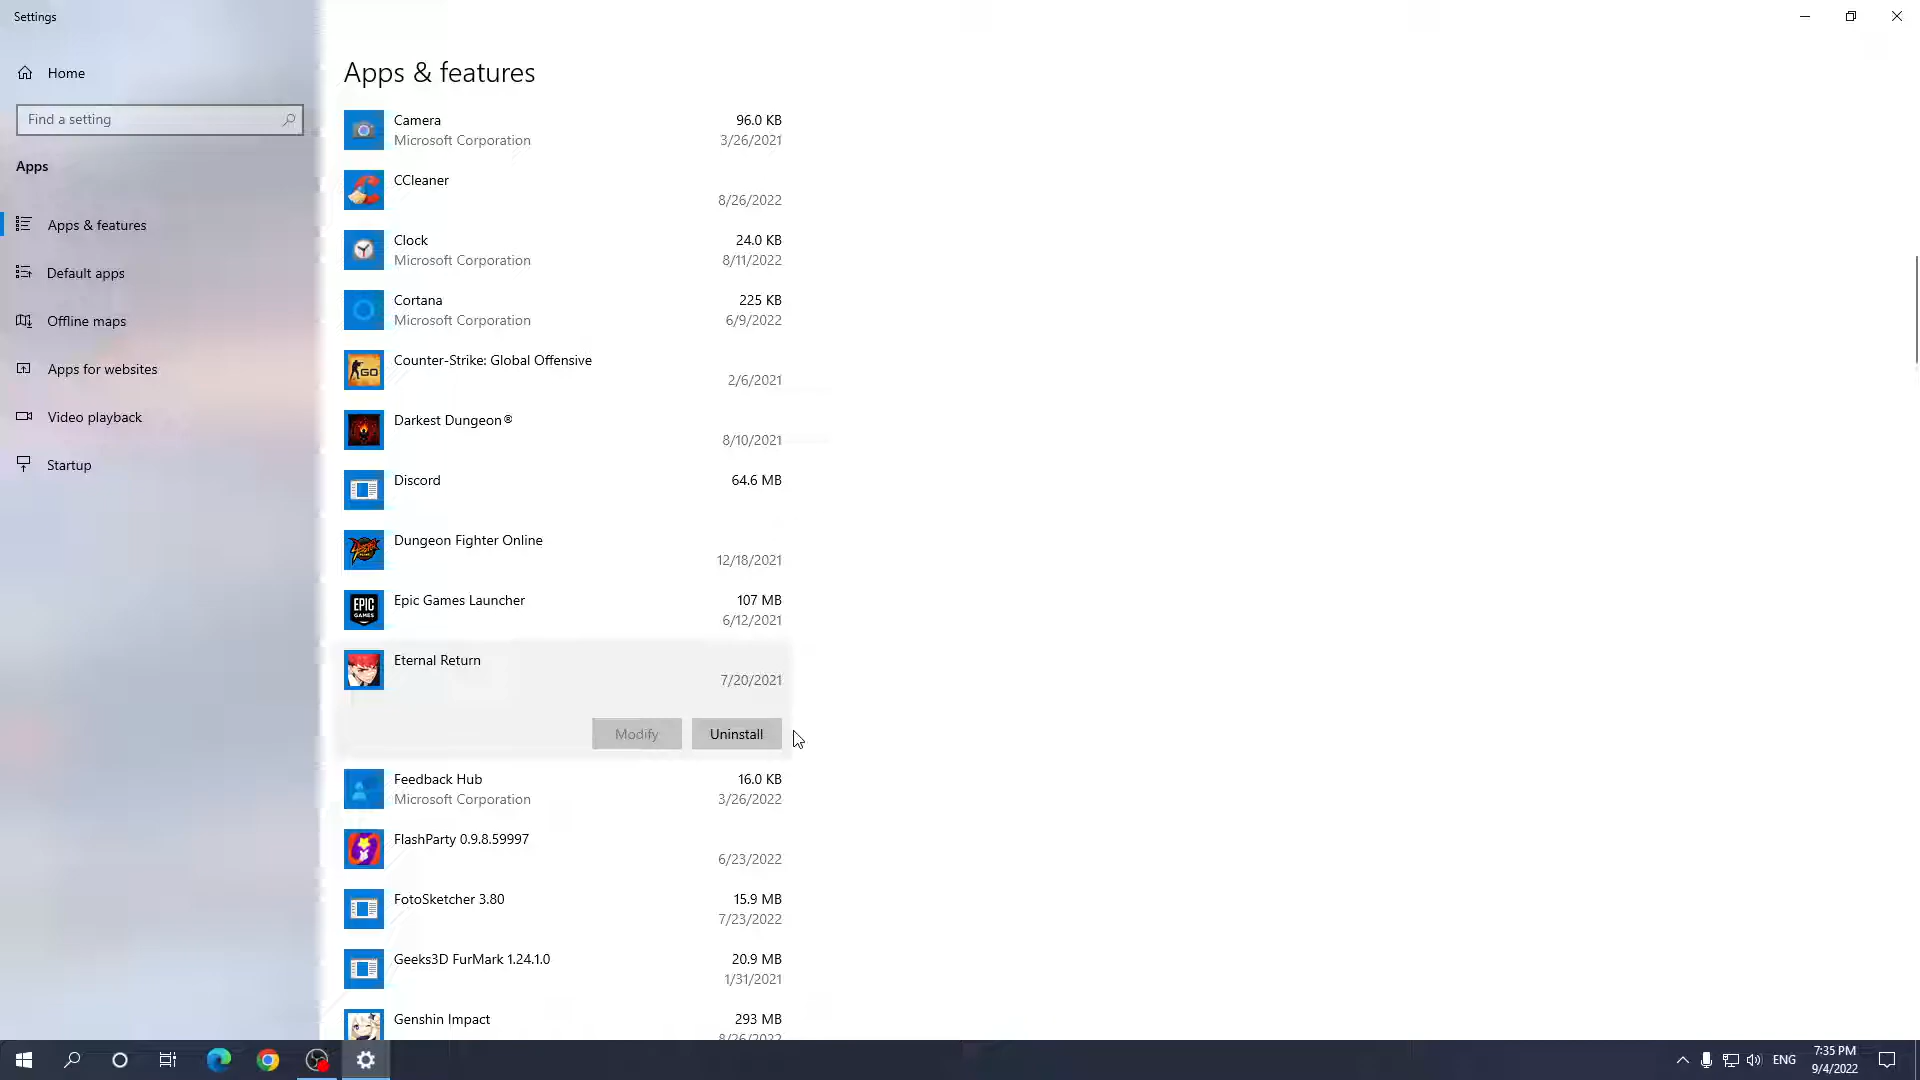 Settings
Home
Find a setting
Apps
Apps & features
Default apps
Offline maps
Apps for websites
Video playback
Startup
Apps & features
Camera 96.0 KB
Microsoft Corporation 3/26/2021
CCleaner
8/26/2022
Clock 24.0 KB
Microsoft Corporation 8/11/2022
Cortana 225 KB
Microsoft Corporation 6/9/2022
Counter-Strike: Global Offensive
2/6/2021
GO
Darkest Dungeon®
8/10/2021
Discord 64.6 MB
Dungeon Fighter Online
12/18/2021
Epic Games Launcher 107 MB
6/12/2021
EPIC
GAMES
Eternal Return
7/20/2021
Modify Uninstall
Feedback Hub 16.0 KB
Microsoft Corporation 3/26/2022
FlashParty 0.9.8.59997
6/23/2022
FotoSketcher 3.80 15.9 MB
7/23/2022
Geeks3D FurMark 1.24.1.0 20.9 MB
1/31/2021
Genshin Impact 293 MB
8/26/2022
ENG
7:35 PM
9/4/2022